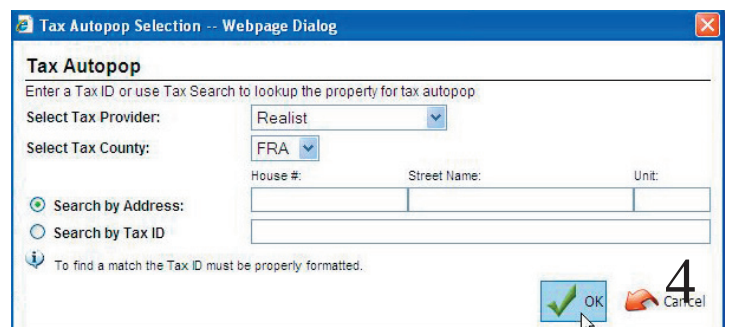 Tax Autopop Selection -- Webpage Dialog
Tax Autopop
Enter a Tax ID or use Tax Search to lookup the property for tax autopop
Select Tax Provider: Realist
Select Tax County: FRA
House #: Street Name: Unit:
Search by Address:
Search by Tax ID
To find a match the Tax ID must be properly formatted.
OK Cancel
4